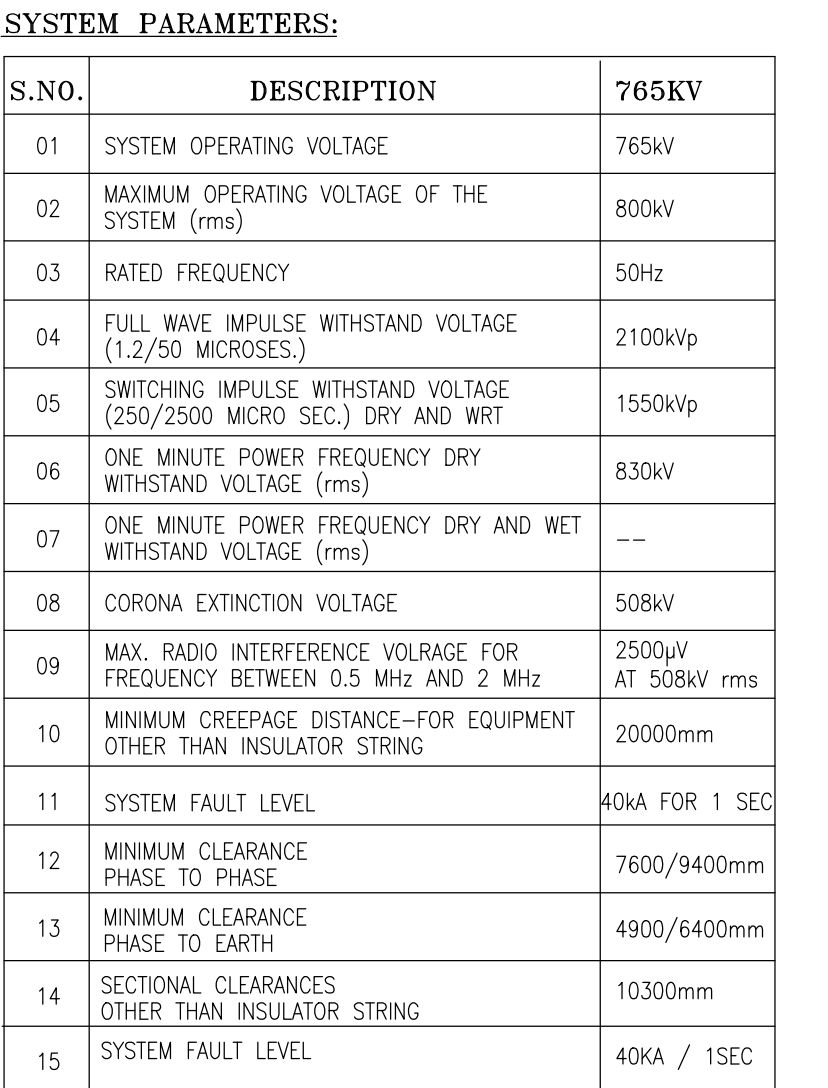 SYSTEM PARAMETERS:
S.NO. DESCRIPTION 765KV
01 SYSTEM OPERATING VOLTAGE 765kV
02 MAXIMUM OPERATING VOLTAGE OF THE
SYSTEM (rms) 800kV
03 RATED FREQUENCY 50Hz
04 FULL WAVE IMPULSE WITHSTAND VOLTAGE
(1.2/50 MICROSES.) 2100kVp
05 SWITCHING IMPULSE WITHSTAND VOLTAGE
(250/2500 MICRO SEC.) DRY AND WRT 1550kVp
06 ONE MINUTE POWER FREQUENCY DRY
WITHSTAND VOLTAGE (rms) 830kV
07 ONE MINUTE POWER FREQUENCY DRY AND WET
WITHSTAND VOLTAGE (rms) --
08 CORONA EXTINCTION VOLTAGE 508kV
09 MAX. RADIO INTERFERENCE VOLRAGE FOR 2500µV
FREQUENCY BETWEEN 0.5 MHz AND 2 MHz AT 508kV rms
10 MINIMUM CREEPAGE DISTANCE-FOR EQUIPMENT
OTHER THAN INSULATOR STRING 20000mm
11 SYSTEM FAULT LEVEL 40kA FOR 1 SEC
12 MINIMUM CLEARANCE
PHASE TO PHASE 7600/9400mm
13 MINIMUM CLEARANCE
PHASE TO EARTH 4900/6400mm
14 SECTIONAL CLEARANCES
OTHER THAN INSULATOR STRING 10300mm
15 SYSTEM FAULT LEVEL 40KA / 1SEC